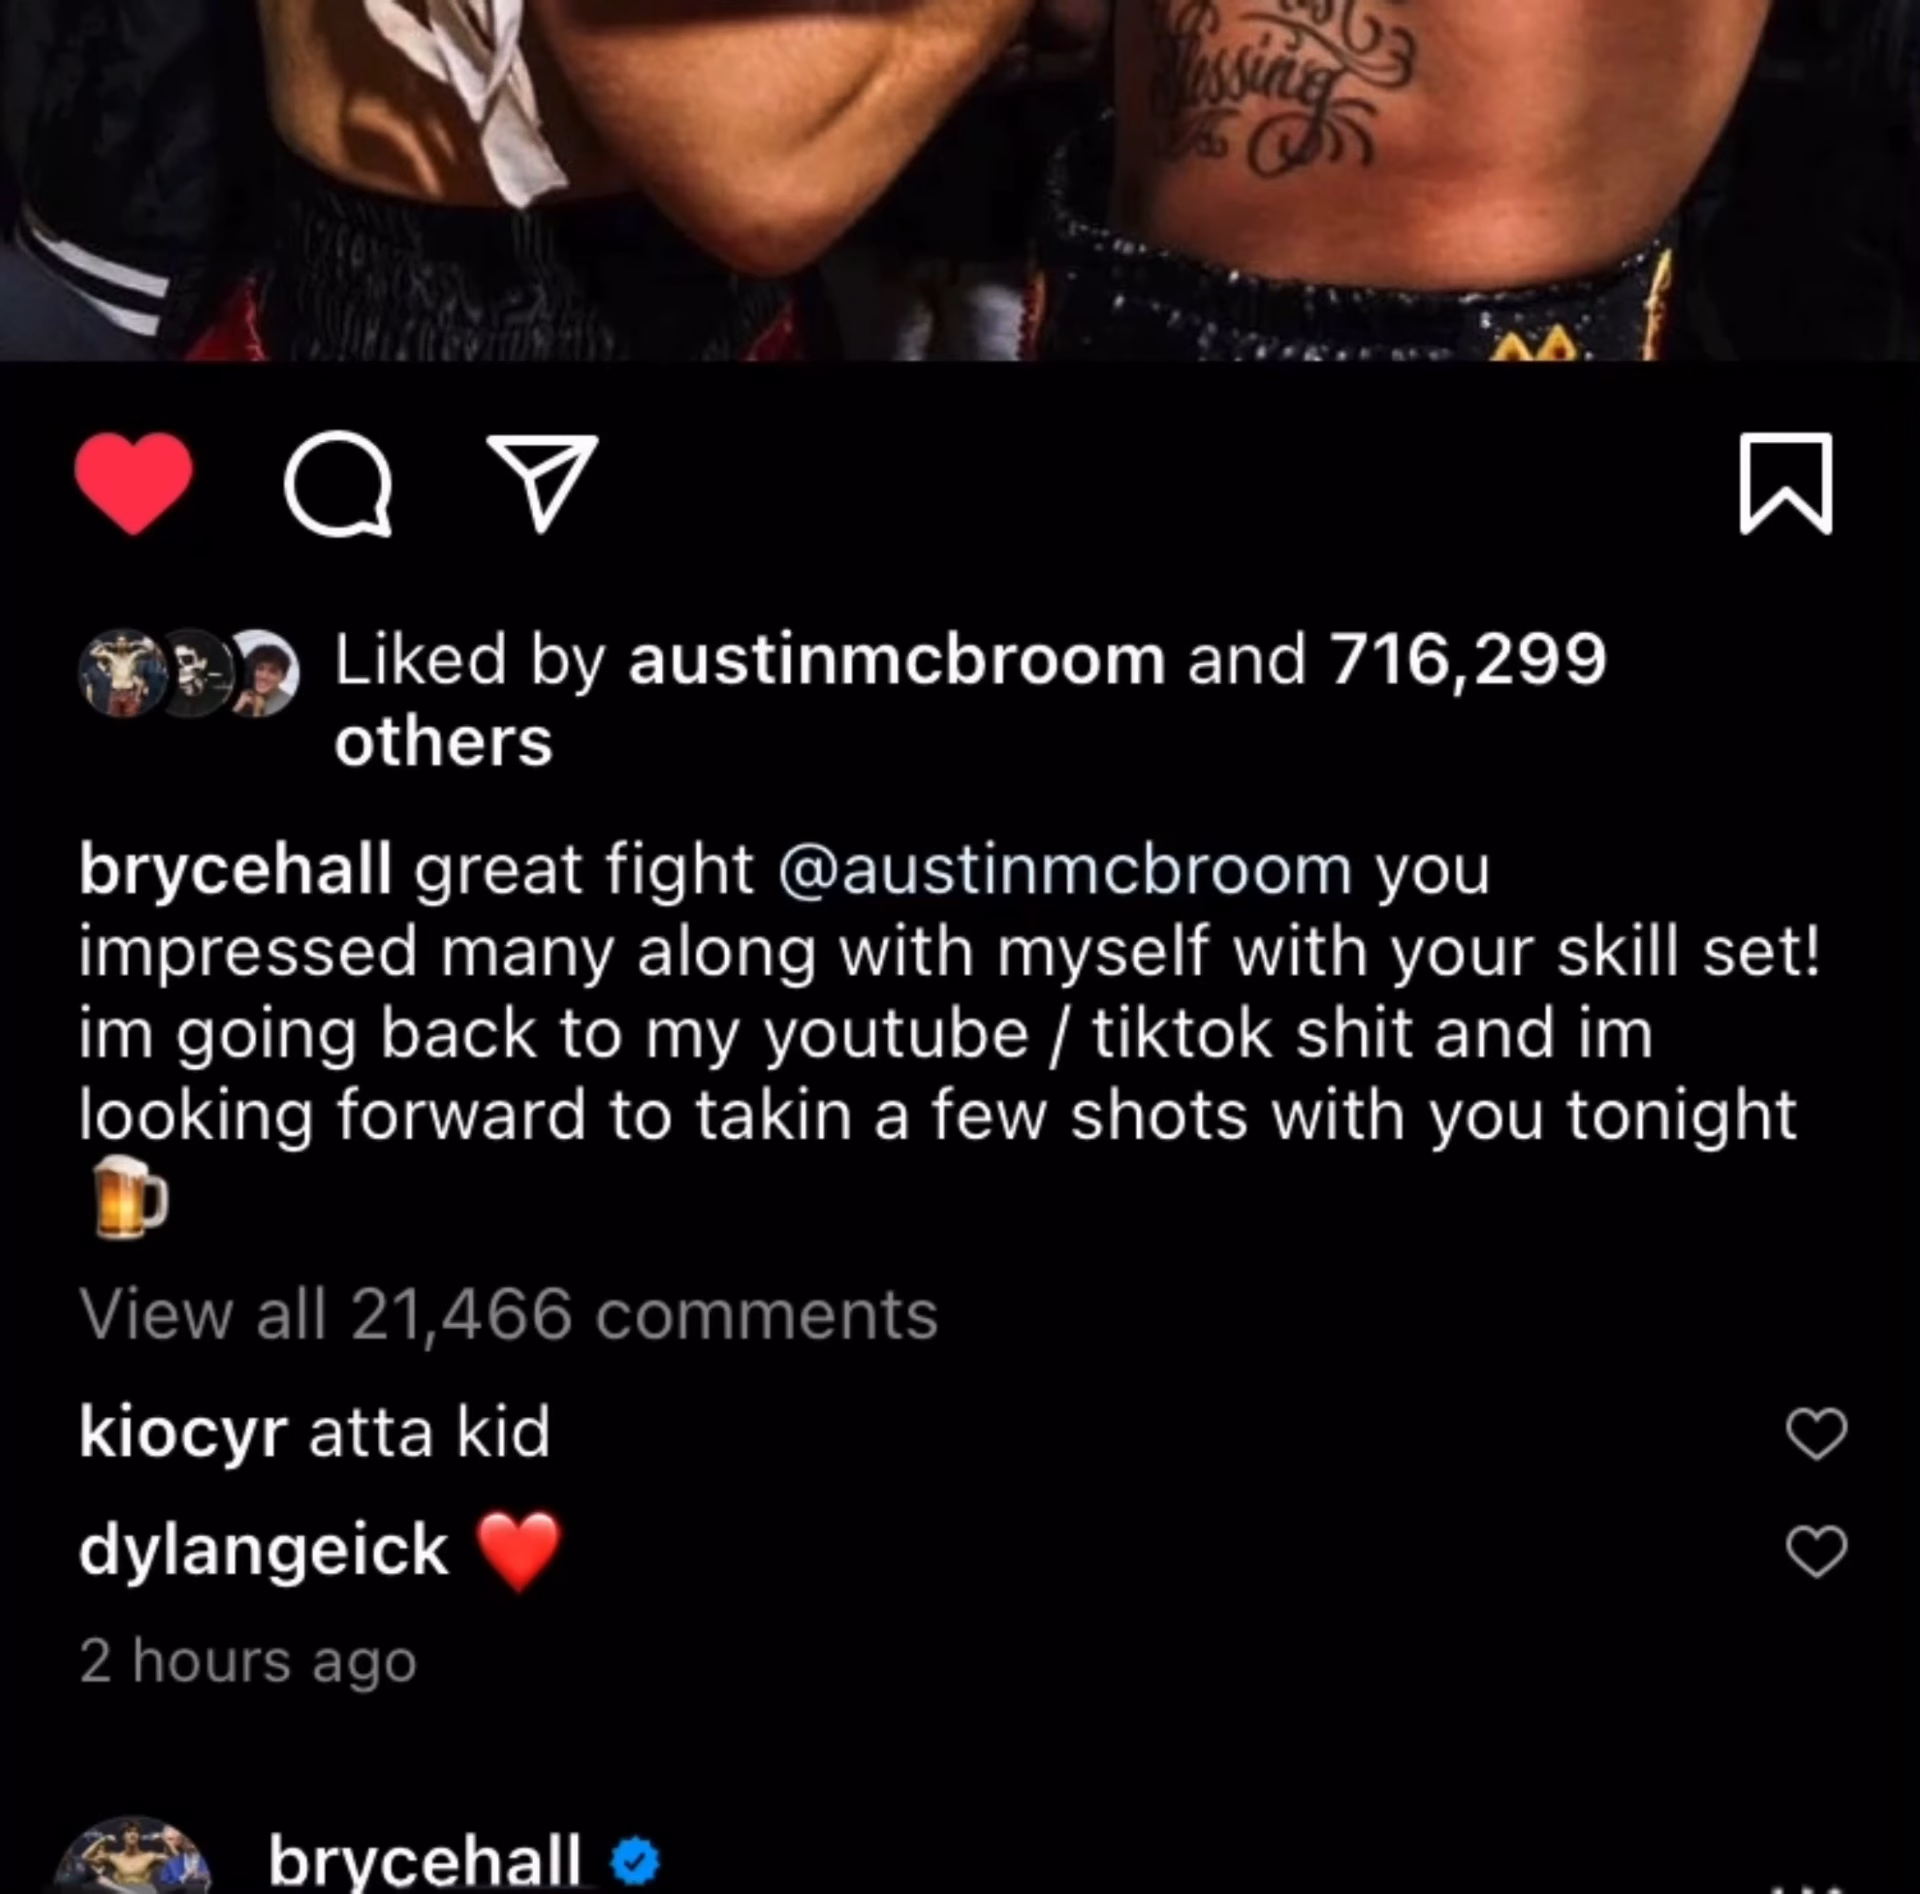 liked by austinmcbroom and 716,299
others
brycehall great fight @austinmcbroom you
impressed many along with myself with your skill set!
im going back to my youtube / tiktok shit and im
looking forward to takin a few shots with you tonight
🍺
View all 21,466 comments
kiocyr atta kid
dylangeick ❤️
2 hours ago
brycehall